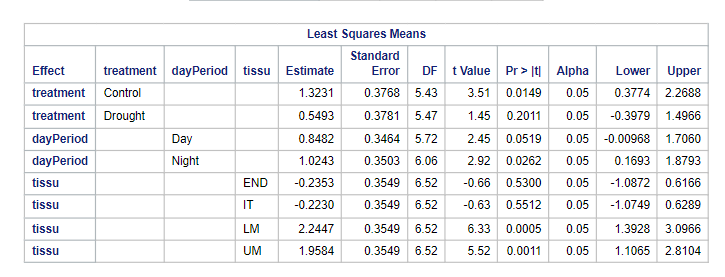 Least Squares Means
Effect treatment dayPeriod tissu Estimate Standard Error DF t Value Pr > |t| Alpha Lower Upper
treatment Control 1.3231 0.3768 5.43 3.51 0.0149 0.05 0.3774 2.2688
treatment Drought 0.5493 0.3781 5.47 1.45 0.2011 0.05 -0.3979 1.4966
dayPeriod Day 0.8482 0.3464 5.72 2.45 0.0519 0.05 -0.00968 1.7060
dayPeriod Night 1.0243 0.3503 6.06 2.92 0.0262 0.05 0.1693 1.8793
tissu END -0.2353 0.3549 6.52 -0.66 0.5300 0.05 -1.0872 0.6166
tissu IT -0.2230 0.3549 6.52 -0.63 0.5512 0.05 -1.0749 0.6289
tissu LM 2.2447 0.3549 6.52 6.33 0.0005 0.05 1.3928 3.0966
tissu UM 1.9584 0.3549 6.52 5.52 0.0011 0.05 1.1065 2.8104